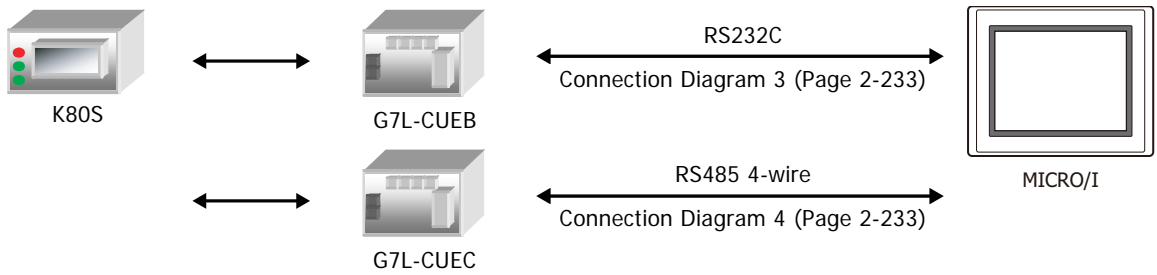 RS232C
Connection Diagram 3 (Page 2-233)
K80S
G7L-CUEB
RS485 4-wire
MICRO/I
Connection Diagram 4 (Page 2-233)
G7L-CUEC